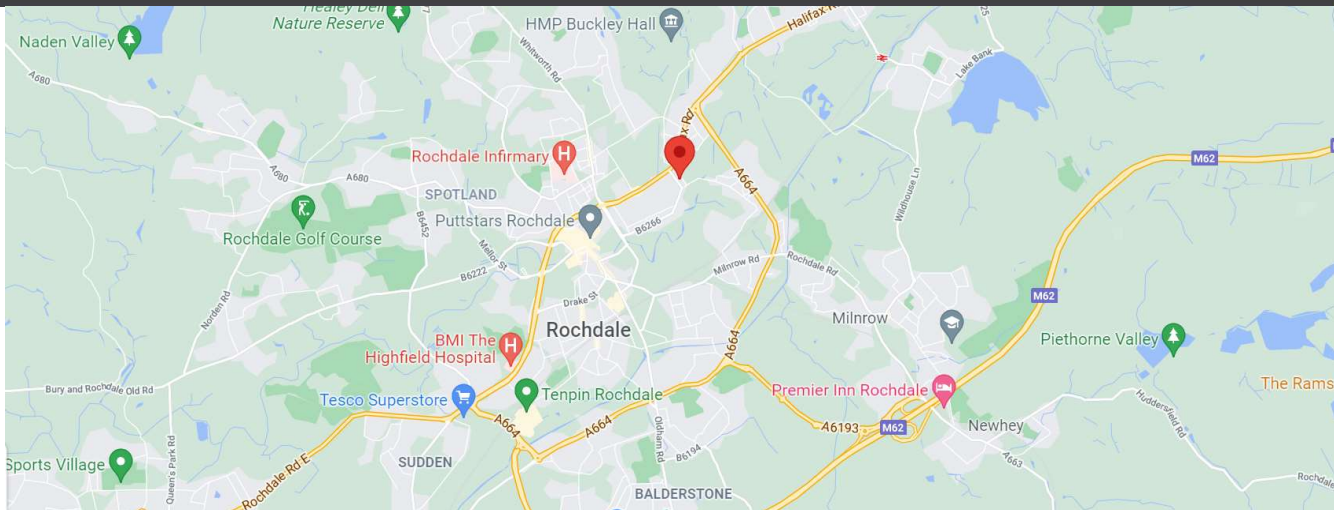 Healey Dell
Nature Reserve
HMP Buckley Hall
Halifax R
Naden Valley
Whitworth Rd
Lake Bank
A680
Rochdale Infirmary
M62
A680
A680
SPOTLAND
A664
Wildhouse Ln
B6452
Puttstars Rochdale
B6266
Rochdale Golf Course
Mellor St
B6222
Milnrow Rd
Rochdale Rd
Norden Rd
Drake St
M62
Rochdale
Milnrow
BMI The
Highfield Hospital
A664
Piethorne Valley
Bury and Rochdale Old Rd
Tesco Superstore
Tenpin Rochdale
Premier Inn Rochdale
The Rams
Huddersfield Rd
A664
A664
Oldham Rd
A6193
M62
Newhey
Sports Village
Queen's Park Rd
Rochdale Rd E
SUDDEN
B6194
A663
Rochda
BALDERSTONE